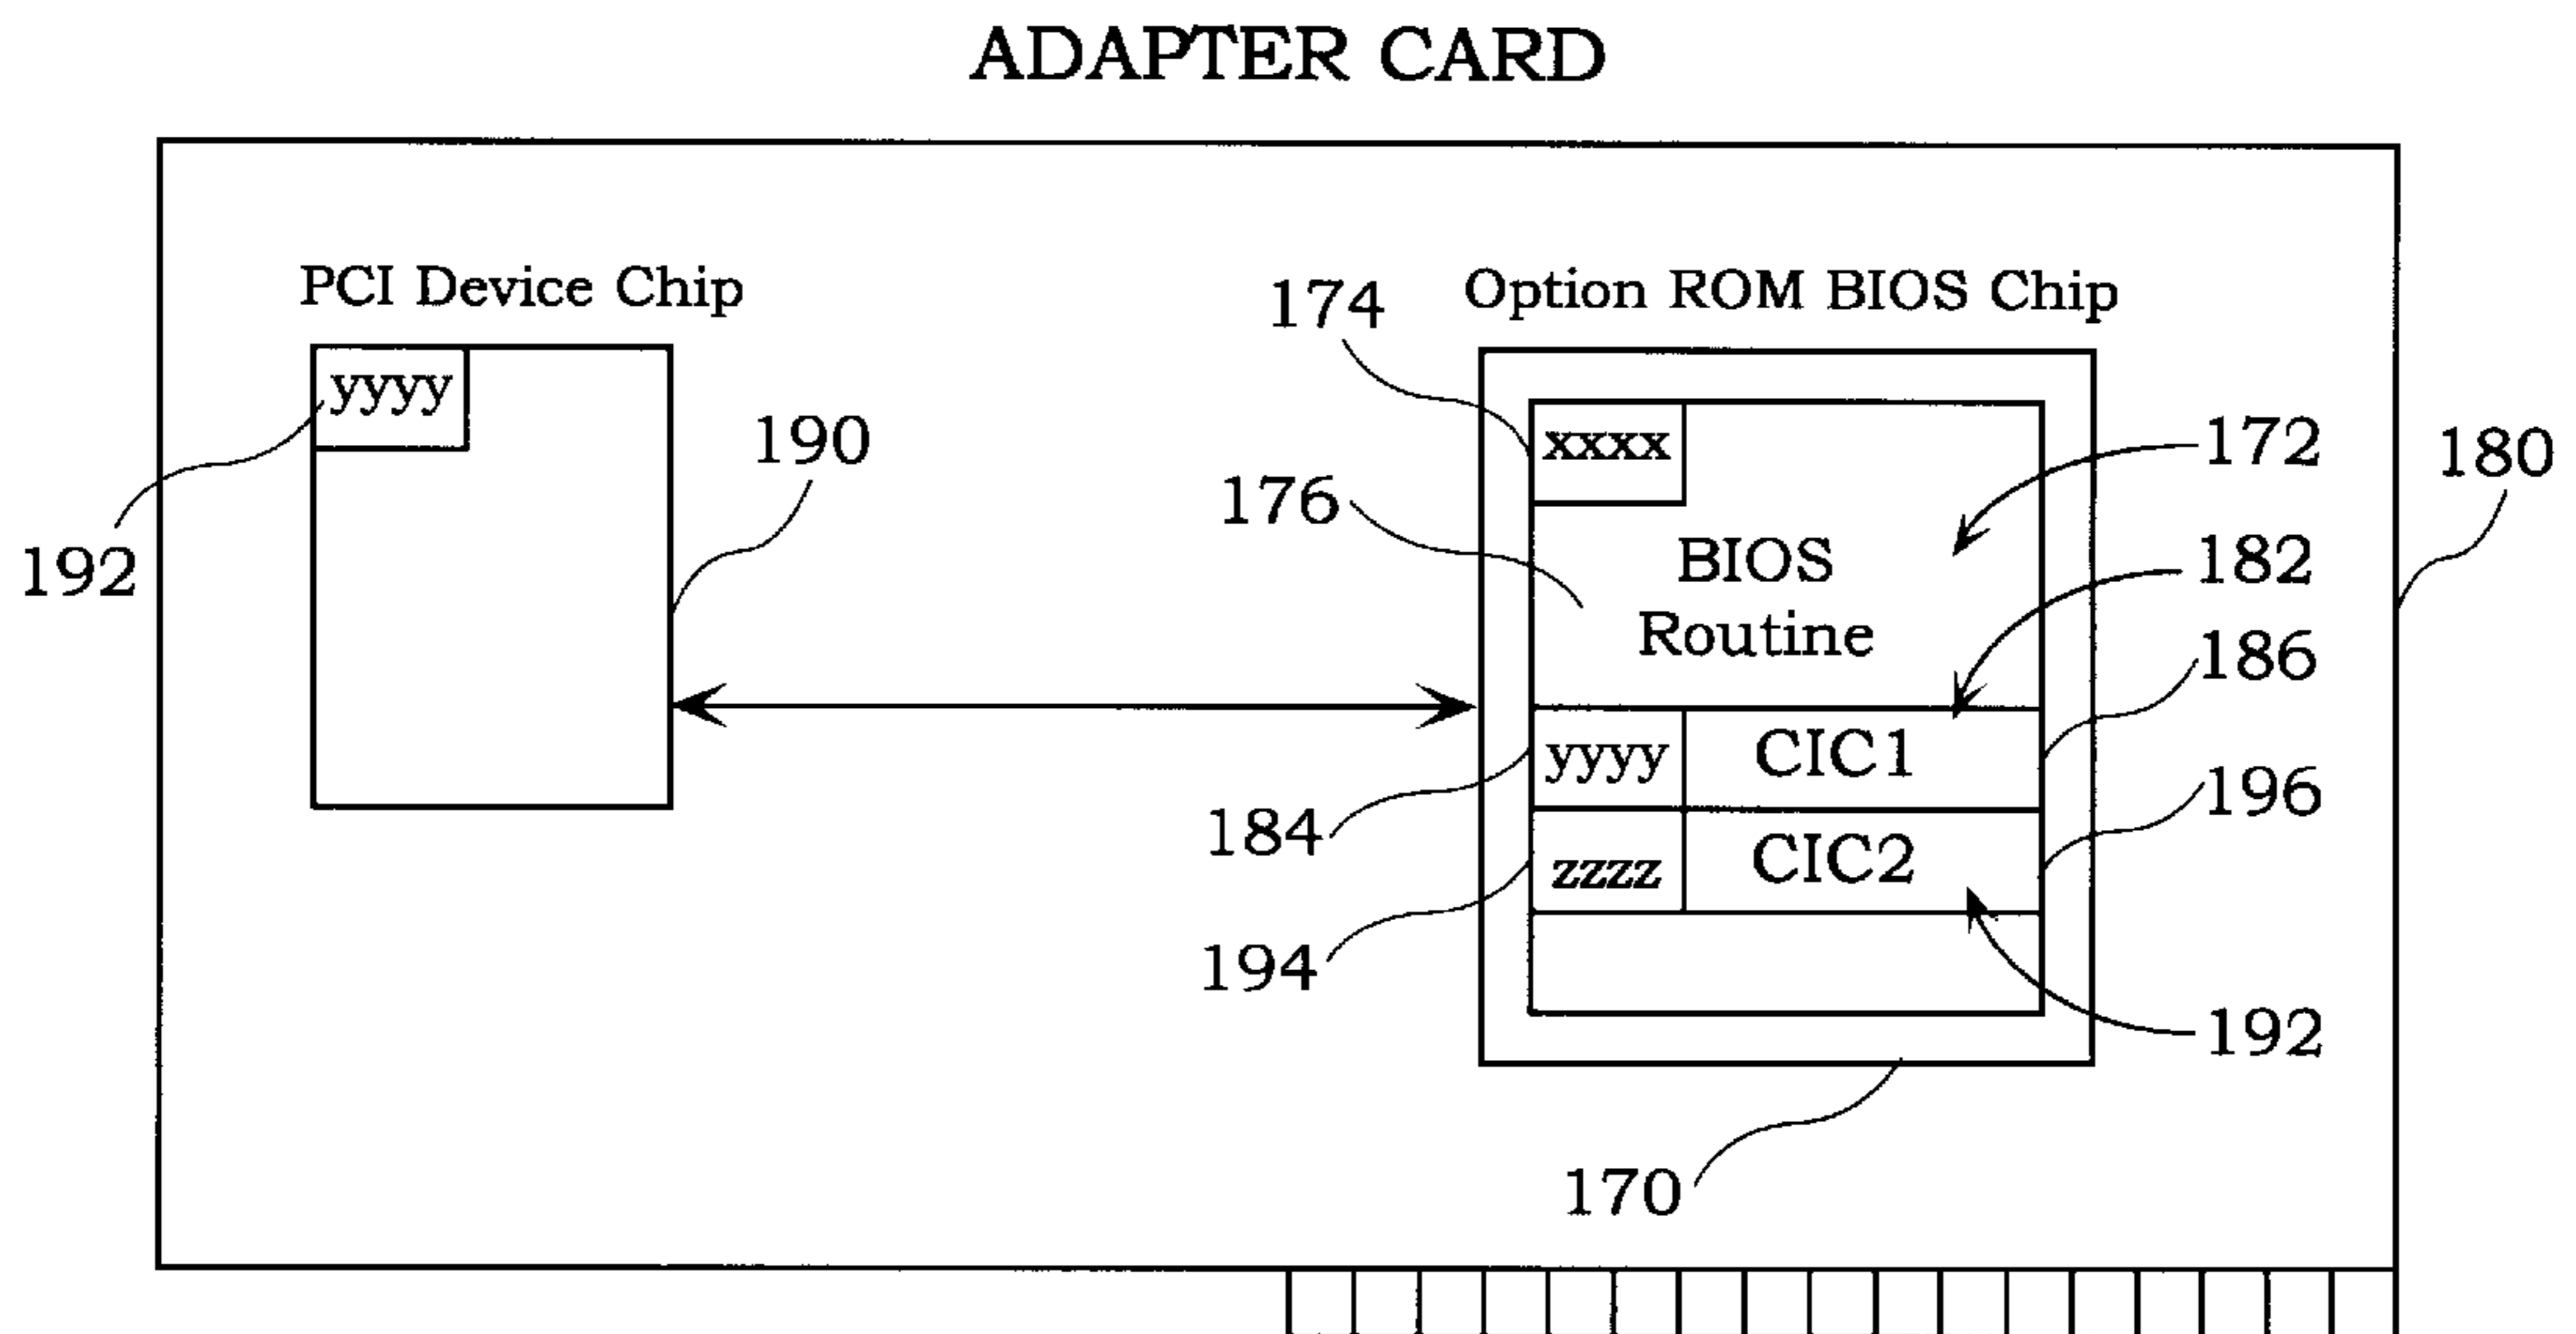 ADAPTER CARD
PCI Device Chip
174
Option ROM BIOS Chip
yyyy
190
xxxx
172
180
176
192
BIOS
Routine
182
186
184
yyyy
CIC1
196
194
zzzz
CIC2
192
170